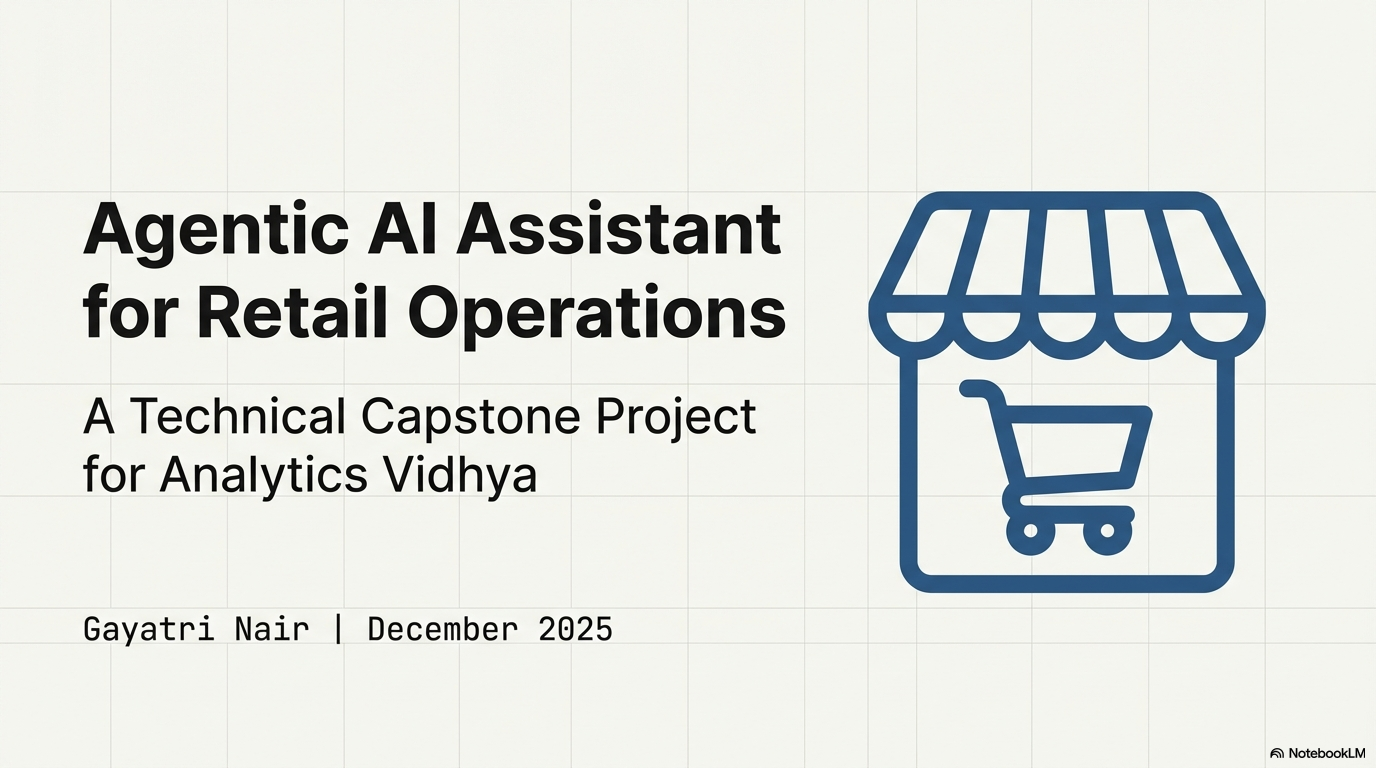 Agentic AI Assistant
for Retail Operations
A Technical Capstone Project
for Analytics Vidhya
Gayatri Nair | December 2025
NotebookLM